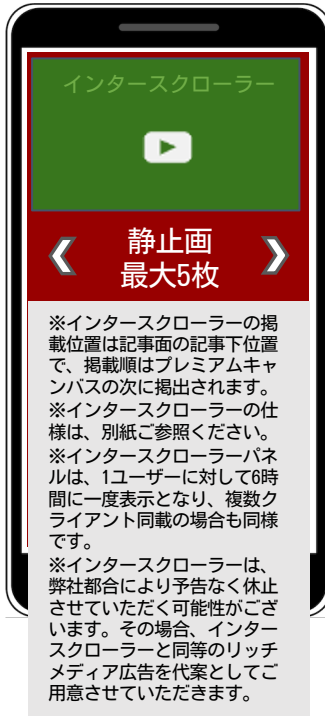 インタースクローラー
静止画
最大5枚
※インタースクローラーの掲
載位置は記事面の記事下位置
で、掲載順はプレミアムキャ
ンバスの次に掲出されます。
※インタースクローラーの仕
様は、別紙ご参照ください。
※インタースクローラーパネ
ルは、1ユーザーに対して6時
間に一度表示となり、複数ク
ライアント同載の場合も同様
です。
※インタースクローラーは、
弊社都合により予告なく休止
させていただく可能性がござ
います。その場合、インター
スクローラーと同等のリッチ
メディア広告を代案としてご
用意させていただきます。